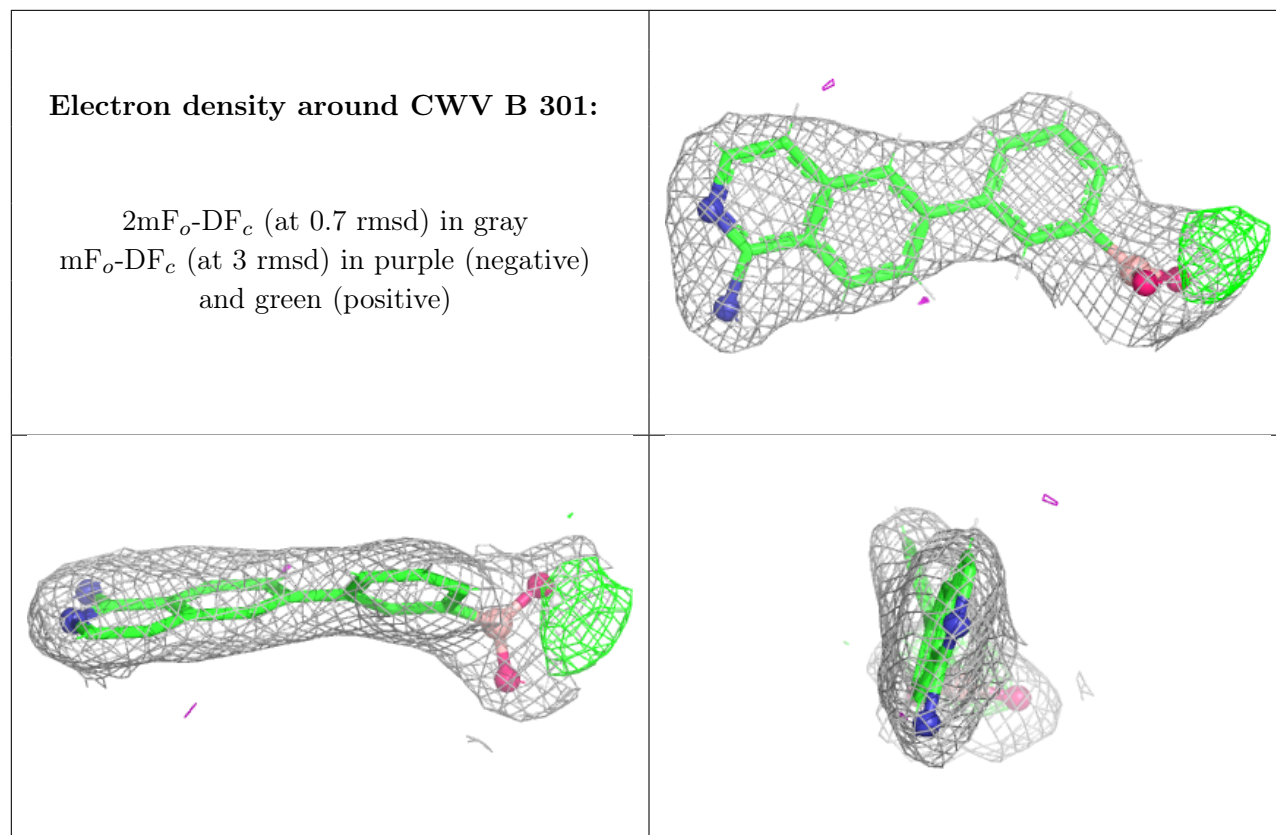 Electron density around CWV B 301:
2mFo-DFc (at 0.7 rmsd) in gray
mFo-DFc (at 3 rmsd) in purple (negative)
and green (positive)